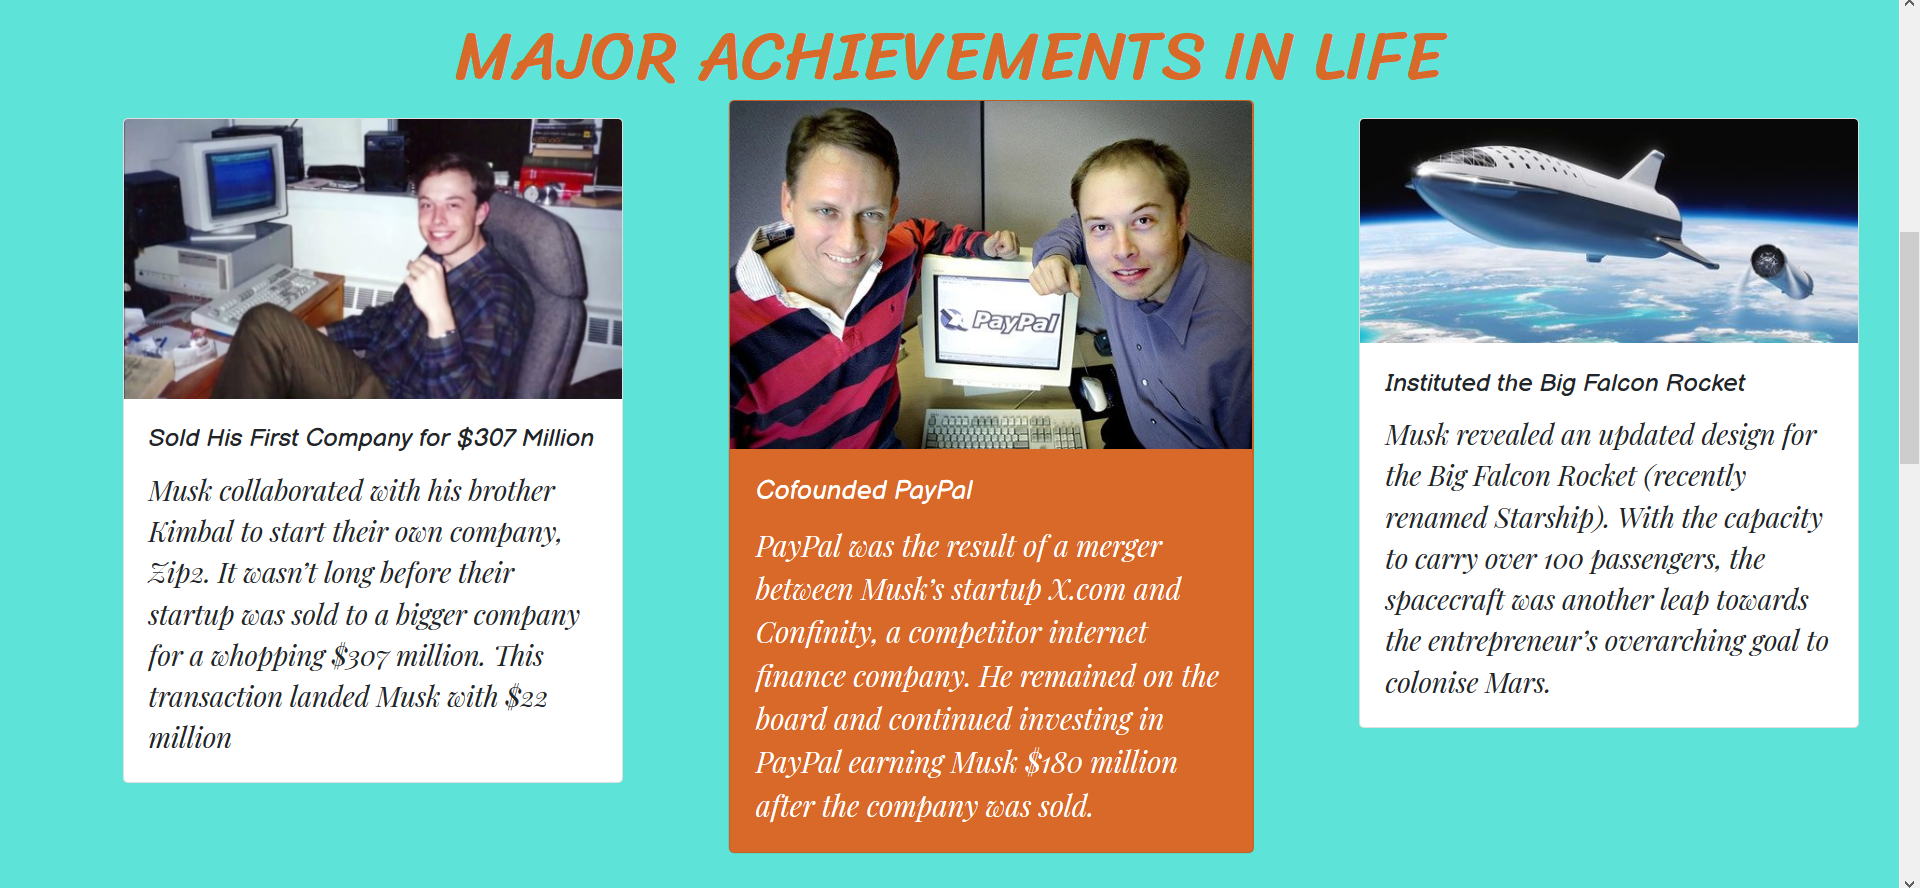 MAJOR ACHIEVEMENTS IN LIFE
Sold His First Company for $307 Million
Musk collaborated with his brother
Kimbal to start their own company,
Zip2. It wasn’t long before their
startup was sold to a bigger company
for a whopping $307 million. This
transaction landed Musk with $22
million
PayPal
Cofounded PayPal
PayPal was the result of a merger
between Musk’s startup X.com and
Confinity, a competitor internet
finance company. He remained on the
board and continued investing in
PayPal earning Musk $180 million
after the company was sold.
Instituted the Big Falcon Rocket
Musk revealed an updated design for
the Big Falcon Rocket (recently
renamed Starship). With the capacity
to carry over 100 passengers, the
spacecraft was another leap towards
the entrepreneur’s overarching goal to
colonise Mars.